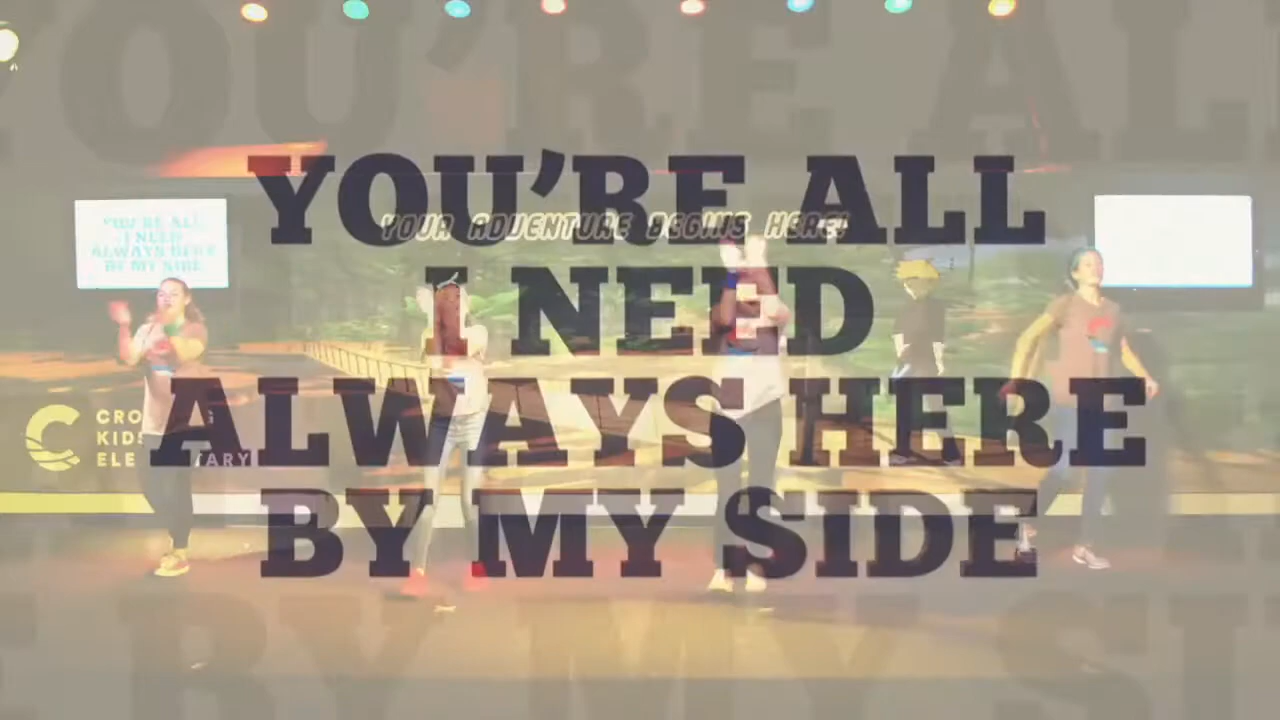 YOU'RE ALL
YOUR ADVENTURE BEGINS HERE!
I NEED
ALWAYS HERE
BY MY SIDE
YOU'RE ALL
I NEED
ALWAYS HERE
BY MY SIDE
KIDS